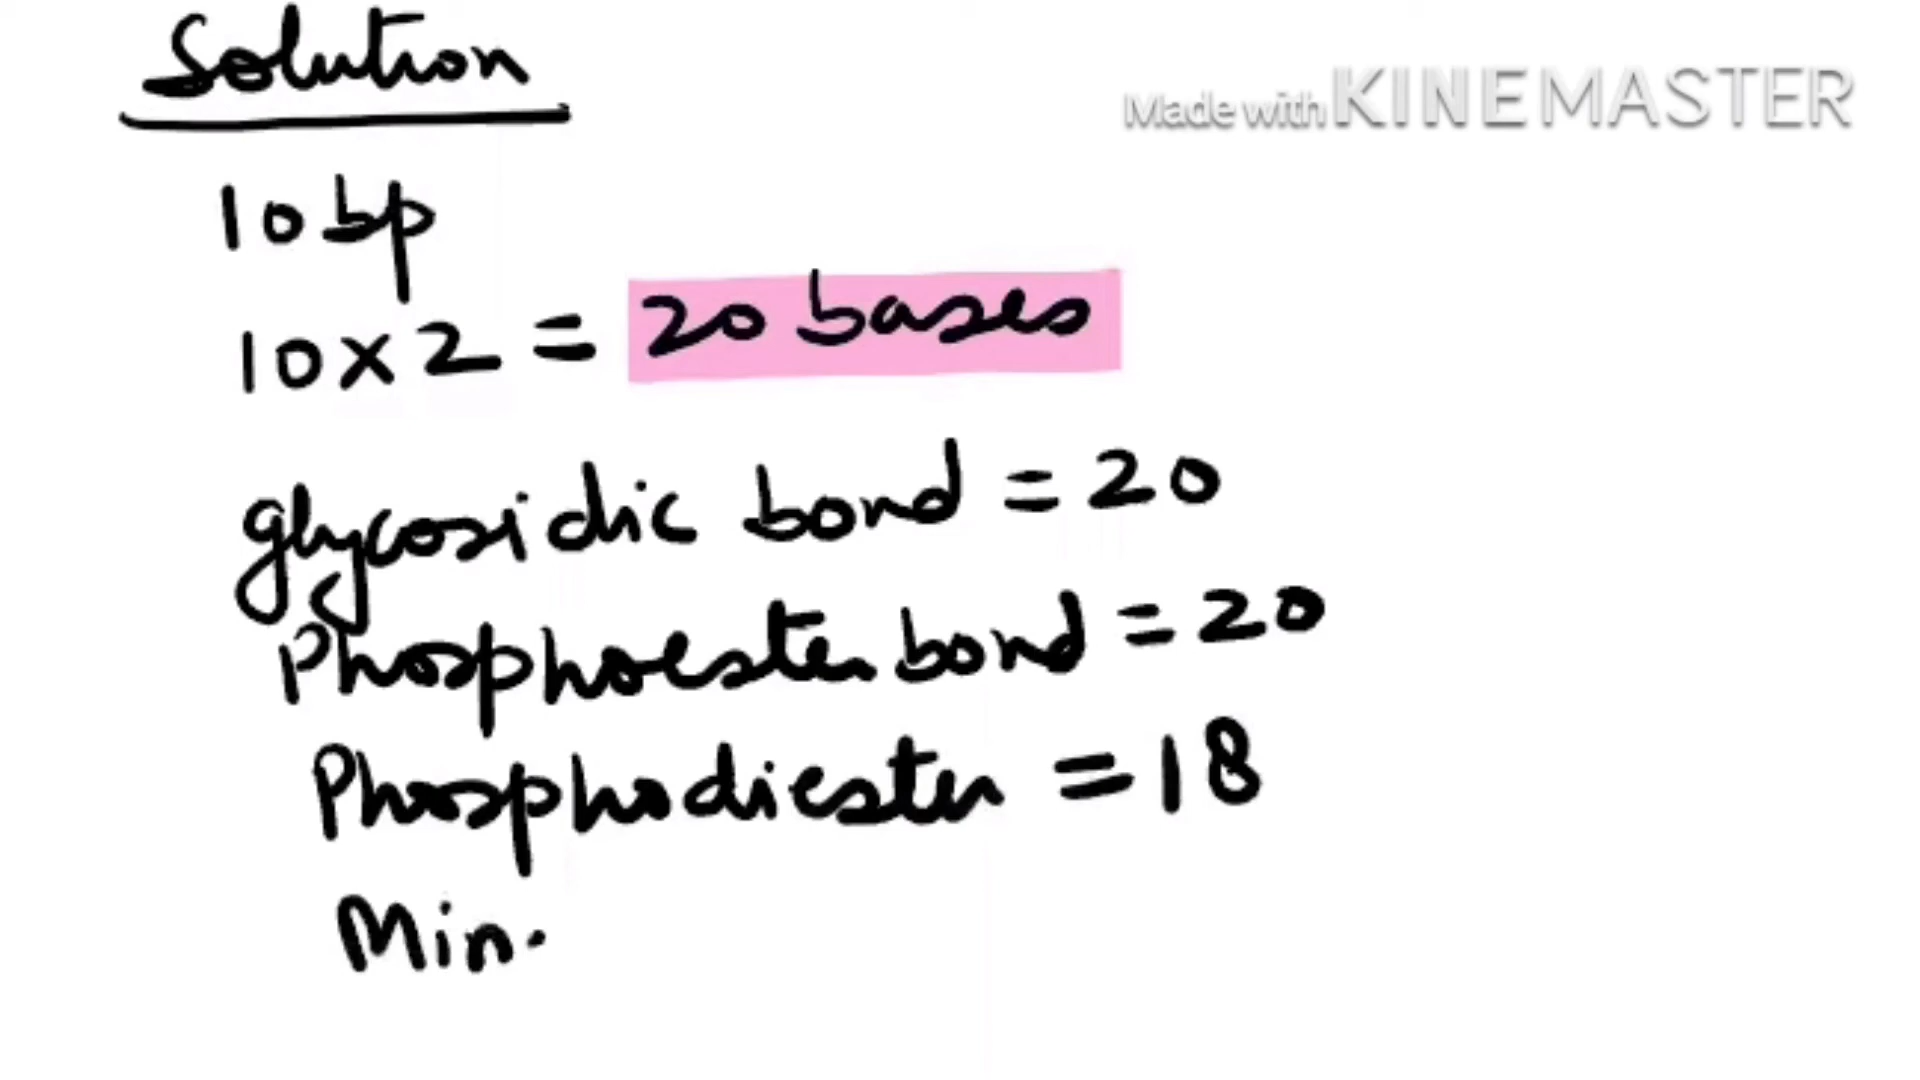 Solution
Made with KINEMASTER
10 bp
10 x 2 = 20 bases
glycosidic bond = 20
Phosphoester bond = 20
Phosphodiester = 18
Min.